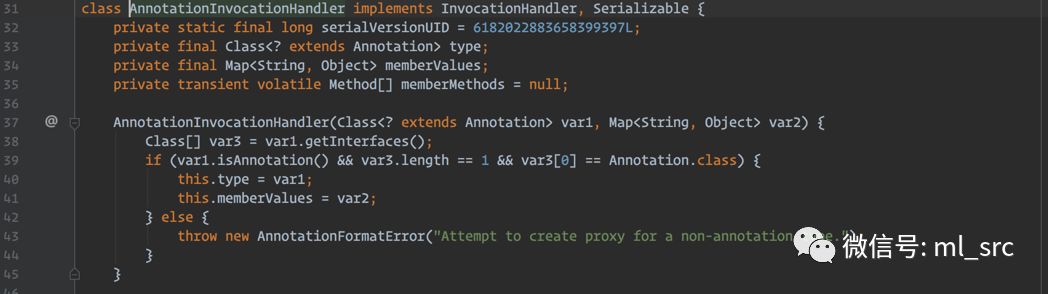 31 class AnnotationInvocationHandler implements InvocationHandler, Serializable {
32 private static final long serialVersionUID = 6182022883658399397L;
33 private final Class<? extends Annotation> type;
34 private final Map<String, Object> memberValues;
35 private transient volatile Method[] memberMethods = null;
36
37 @ AnnotationInvocationHandler(Class<? extends Annotation> var1, Map<String, Object> var2) {
38 Class[] var3 = var1.getInterfaces();
39 if (var1.isAnnotation() && var3.length == 1 && var3[0] == Annotation.class) {
40 this.type = var1;
41 this.memberValues = var2;
42 } else {
43 throw new AnnotationFormatError("Attempt to create proxy for a non-annotation
44 }
45 }
46
微信号: ml_src